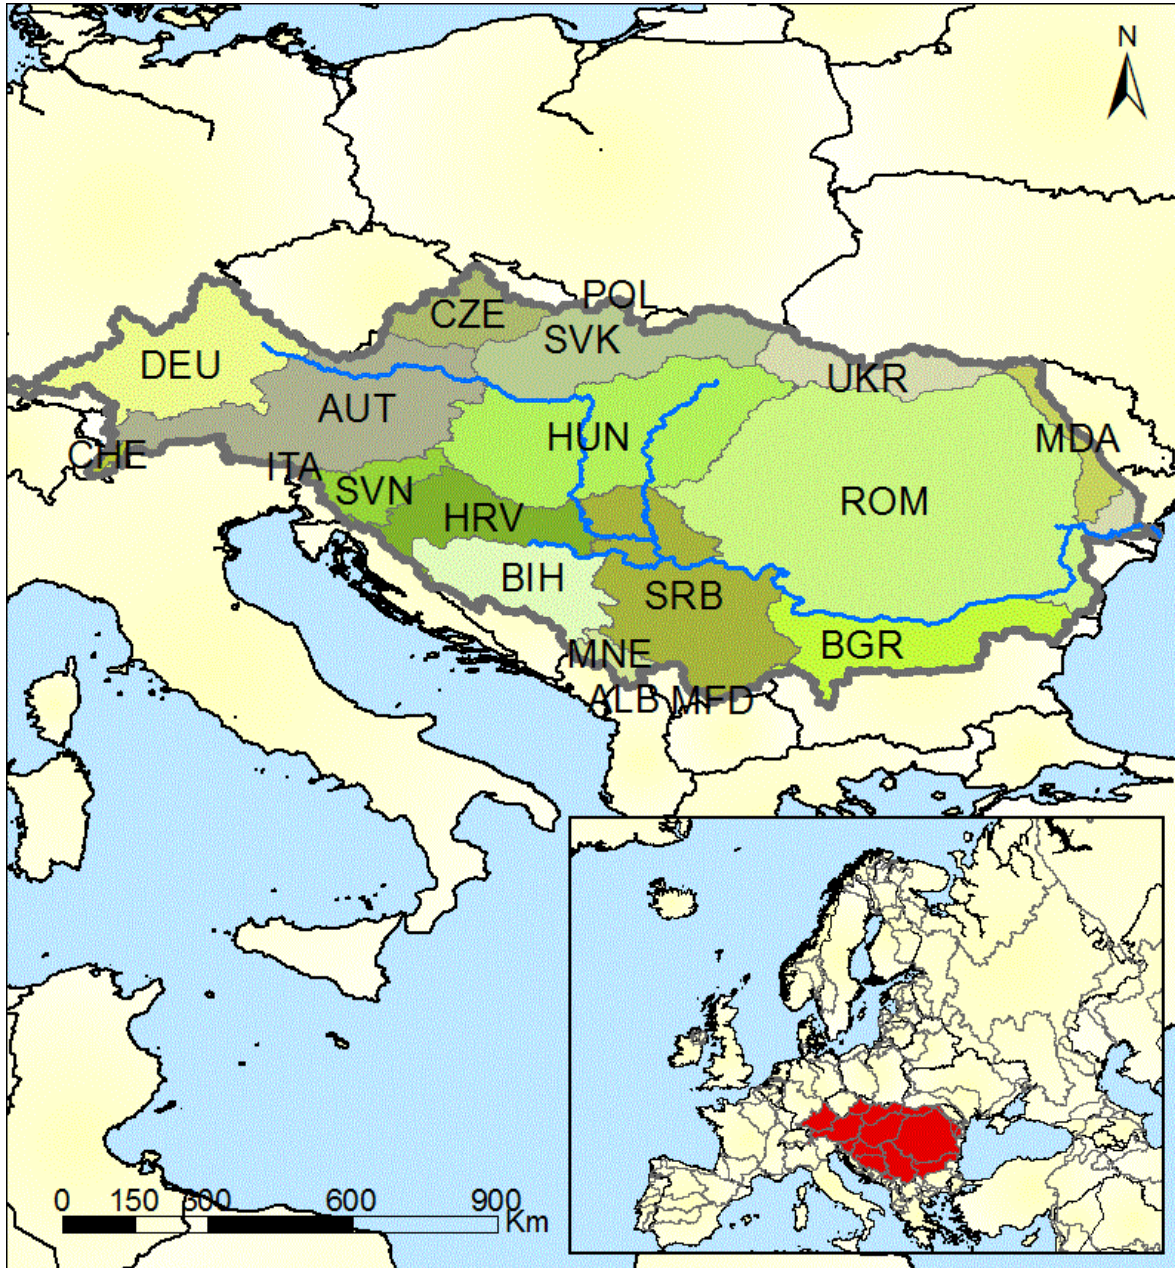 N
POL
CZE
SVK
DEU
UKR
AUT
HUN
MDA
CHE
ITA
SVN
ROM
HRV
BIH
SRB
MNE
BGR
ALB
MFD
0 150 300 600 900
Km